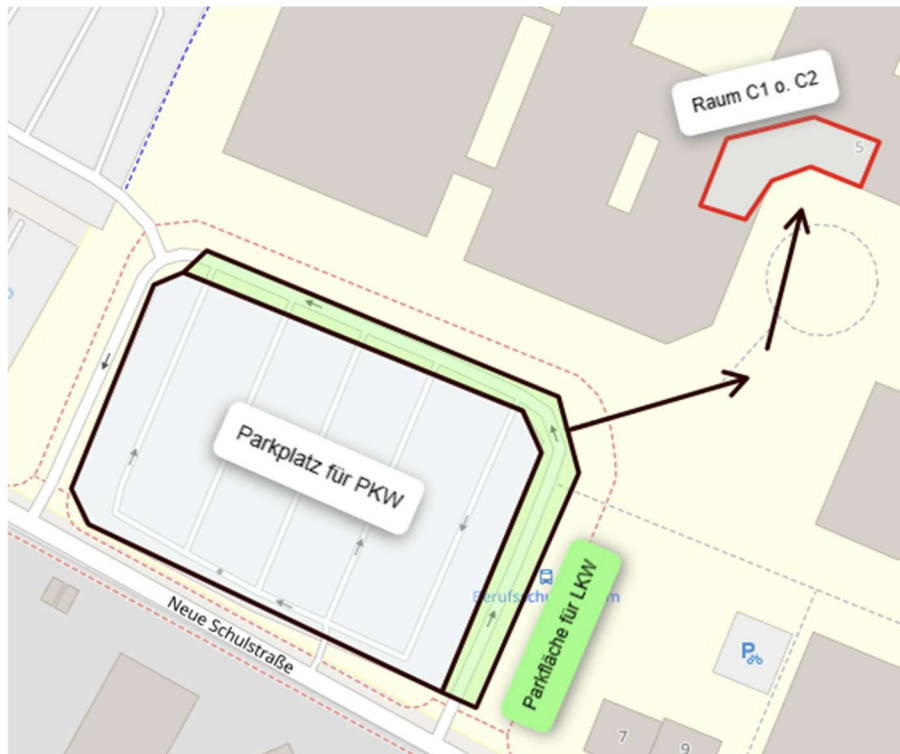 Raum C1 o. C2
5
Parkplatz für PKW
Parkfläche für LKW
Neue Schulstraße
P
7
9